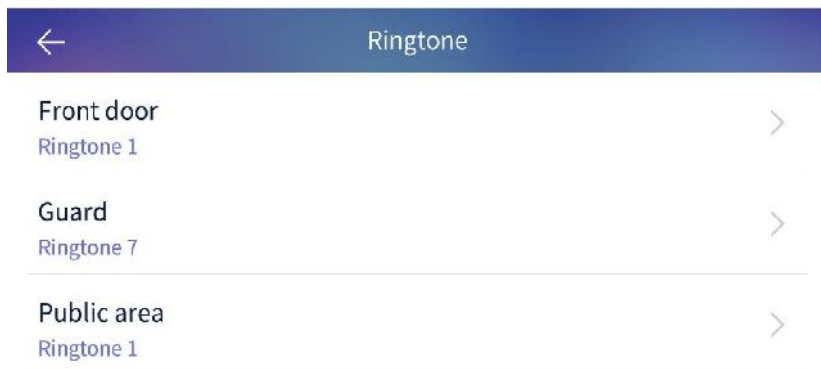 Ringtone
Front door
Ringtone 1
Guard
Ringtone 7
Public area
Ringtone 1